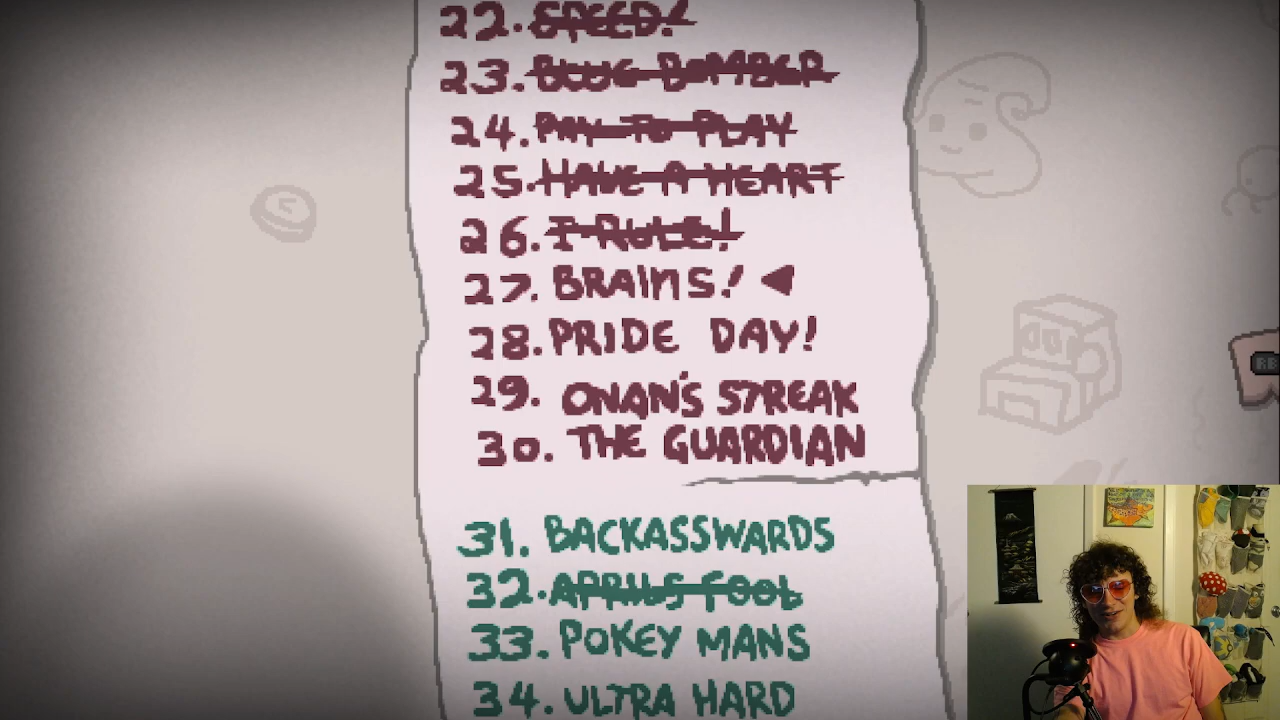 22. SPEED!
23. BLUE BOMBER
24. PAY TO PLAY
25. HAVE A HEART
26. I RULE!
27. BRAINS!
28. PRIDE DAY!
29. ONAN'S STREAK
30. THE GUARDIAN
31. BACKASSWARDS
32. APRILS FOOL
33. POKEY MANS
34. ULTRA HARD
RB